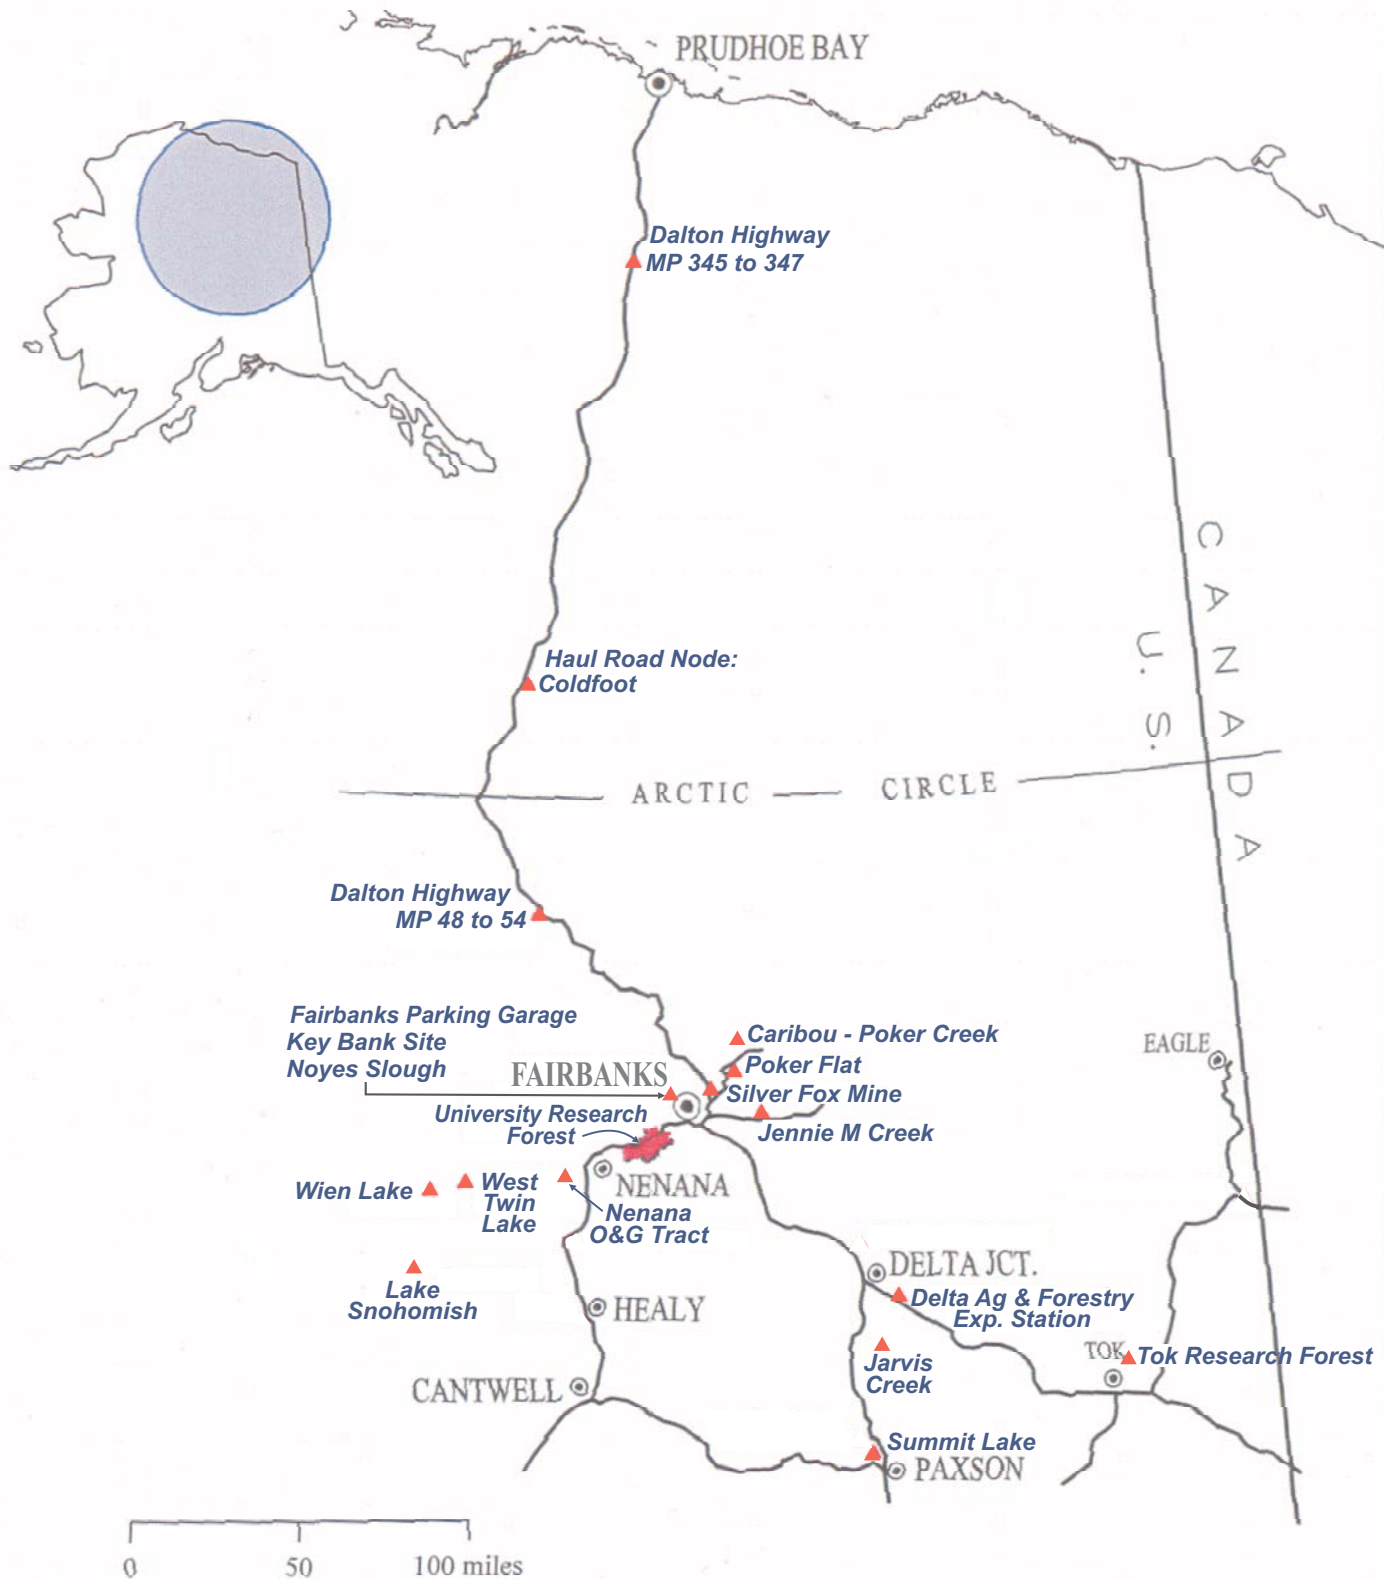 PRUDHOE BAY
Dalton Highway
MP 345 to 347
CANADA
U. S.
Haul Road Node:
Coldfoot
ARCTIC CIRCLE
Dalton Highway
MP 48 to 54
Fairbanks Parking Garage
Key Bank Site
Noyes Slough
FAIRBANKS
Caribou - Poker Creek
Poker Flat
Silver Fox Mine
Jennie M Creek
EAGLE
University Research
Forest
NENANA
Wien Lake
West
Twin
Lake
Nenana
O&G Tract
Lake
Snohomish
HEALY
DELTA JCT.
Delta Ag & Forestry
Exp. Station
Jarvis
Creek
TOK
Tok Research Forest
CANTWELL
Summit Lake
PAXSON
0 50 100 miles